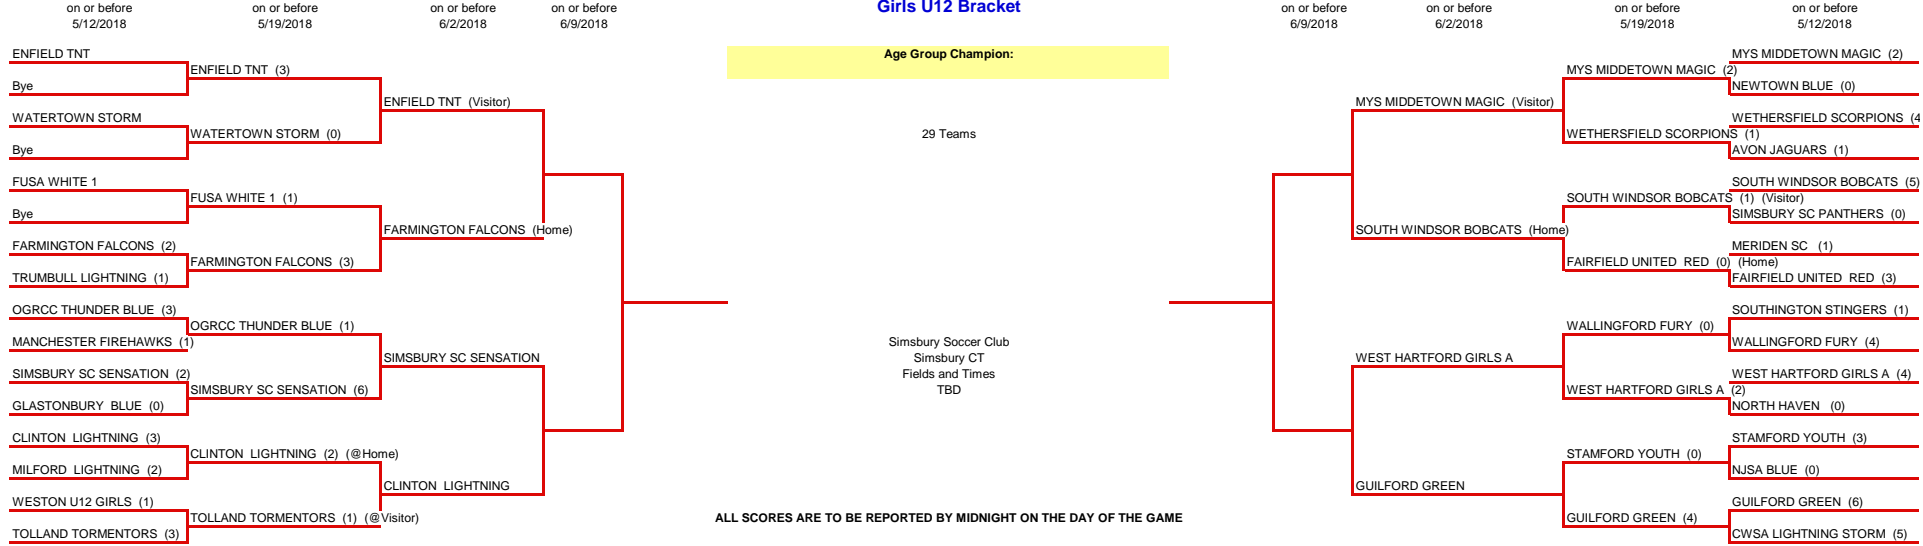 on or before
5/12/2018
on or before
5/19/2018
on or before
6/2/2018
on or before
6/9/2018
Girls U12 Bracket
on or before
6/9/2018
on or before
6/2/2018
on or before
5/19/2018
on or before
5/12/2018
ENFIELD TNT
Bye
WATERTOWN STORM
Bye
FUSA WHITE 1
Bye
FARMINGTON FALCONS (2)
TRUMBULL LIGHTNING (1)
OGRCC THUNDER BLUE (3)
MANCHESTER FIREHAWKS (1)
SIMSBURY SC SENSATION (2)
GLASTONBURY BLUE (0)
CLINTON LIGHTNING (3)
MILFORD LIGHTNING (2)
WESTON U12 GIRLS (1)
TOLLAND TORMENTORS (3)
ENFIELD TNT (3)
WATERTOWN STORM (0)
FUSA WHITE 1 (1)
FARMINGTON FALCONS (3)
OGRCC THUNDER BLUE (1)
SIMSBURY SC SENSATION (6)
CLINTON LIGHTNING (2) (@Home)
TOLLAND TORMENTORS (1) (@Visitor)
ENFIELD TNT (Visitor)
FARMINGTON FALCONS (Home)
SIMSBURY SC SENSATION
CLINTON LIGHTNING
Age Group Champion:
29 Teams
Simsbury Soccer Club
Simsbury CT
Fields and Times
TBD
ALL SCORES ARE TO BE REPORTED BY MIDNIGHT ON THE DAY OF THE GAME
MYS MIDDETOWN MAGIC (Visitor)
SOUTH WINDSOR BOBCATS (Home)
WEST HARTFORD GIRLS A
GUILFORD GREEN
MYS MIDDETOWN MAGIC (2)
WETHERSFIELD SCORPIONS (1)
SOUTH WINDSOR BOBCATS (1) (Visitor)
FAIRFIELD UNITED RED (0) (Home)
WALLINGFORD FURY (0)
WEST HARTFORD GIRLS A (2)
STAMFORD YOUTH (0)
GUILFORD GREEN (4)
MYS MIDDETOWN MAGIC (2)
NEWTOWN BLUE (0)
WETHERSFIELD SCORPIONS (4
AVON JAGUARS (1)
SOUTH WINDSOR BOBCATS (5)
SIMSBURY SC PANTHERS (0)
MERIDEN SC (1)
FAIRFIELD UNITED RED (3)
SOUTHINGTON STINGERS (1)
WALLINGFORD FURY (4)
WEST HARTFORD GIRLS A (4)
NORTH HAVEN (0)
STAMFORD YOUTH (3)
NJSA BLUE (0)
GUILFORD GREEN (6)
CWSA LIGHTNING STORM (5)